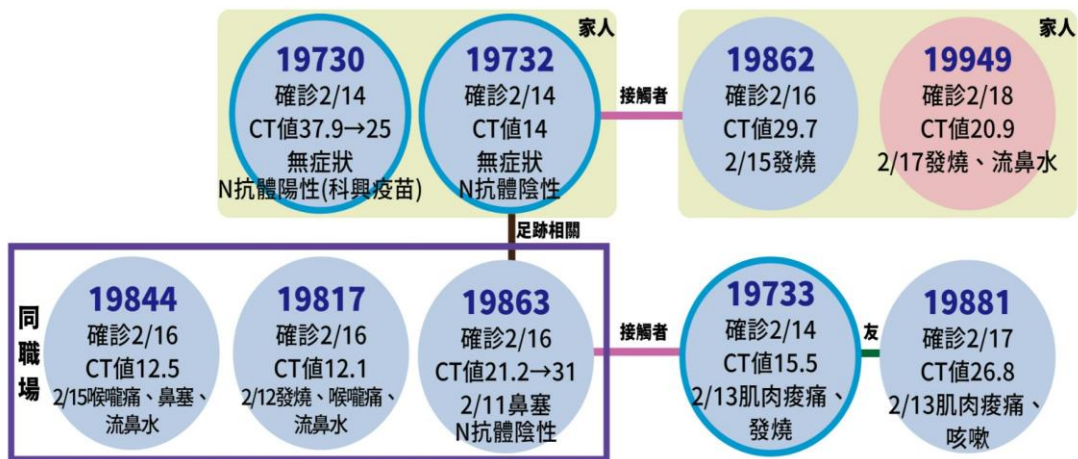 家人
19730
確診2/14
CT值37.9→25
無症狀
N抗體陽性(科興疫苗)
19732
確診2/14
CT值14
無症狀
N抗體陰性
接觸者
家人
19862
確診2/16
CT值29.7
2/15發燒
19949
確診2/18
CT值20.9
2/17發燒、流鼻水
足跡相關
同職場
19844
確診2/16
CT值12.5
2/15喉嚨痛、鼻塞、
流鼻水
19817
確診2/16
CT值12.1
2/12發燒、喉嚨痛、
流鼻水
19863
確診2/16
CT值21.2→31
2/11鼻塞
N抗體陰性
接觸者
19733
確診2/14
CT值15.5
2/13肌肉痠痛、
發燒
友
19881
確診2/17
CT值26.8
2/13肌肉痠痛、
咳嗽